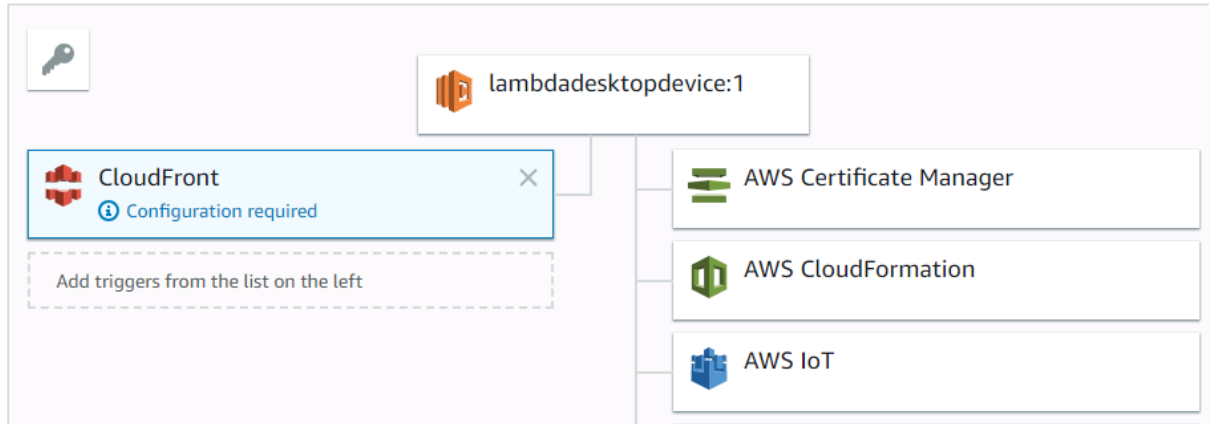 lambdadesktopdevice:1
CloudFront
Configuration required
Add triggers from the list on the left
AWS Certificate Manager
AWS CloudFormation
AWS IoT